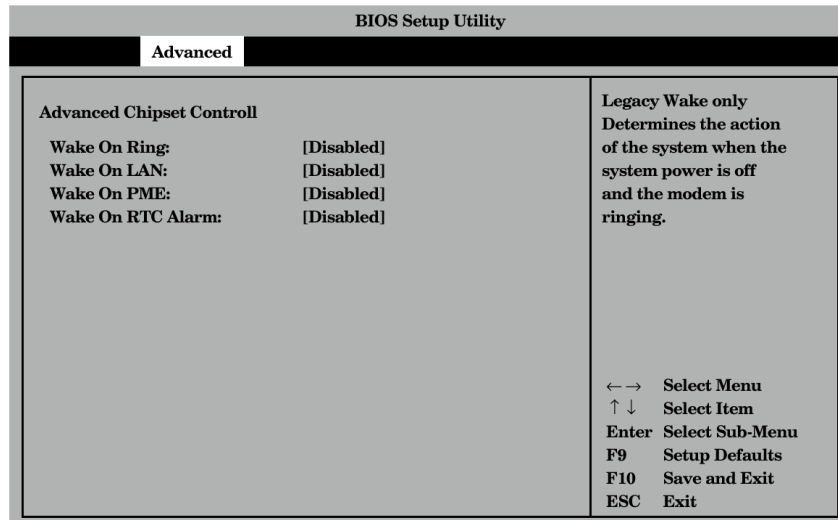 BIOS Setup Utility
Advanced
Advanced Chipset Controll
Wake On Ring: [Disabled]
Wake On LAN: [Disabled]
Wake On PME: [Disabled]
Wake On RTC Alarm: [Disabled]
Legacy Wake only
Determines the action
of the system when the
system power is off
and the modem is
ringing.
←→ Select Menu
↑↓ Select Item
Enter Select Sub-Menu
F9 Setup Defaults
F10 Save and Exit
ESC Exit